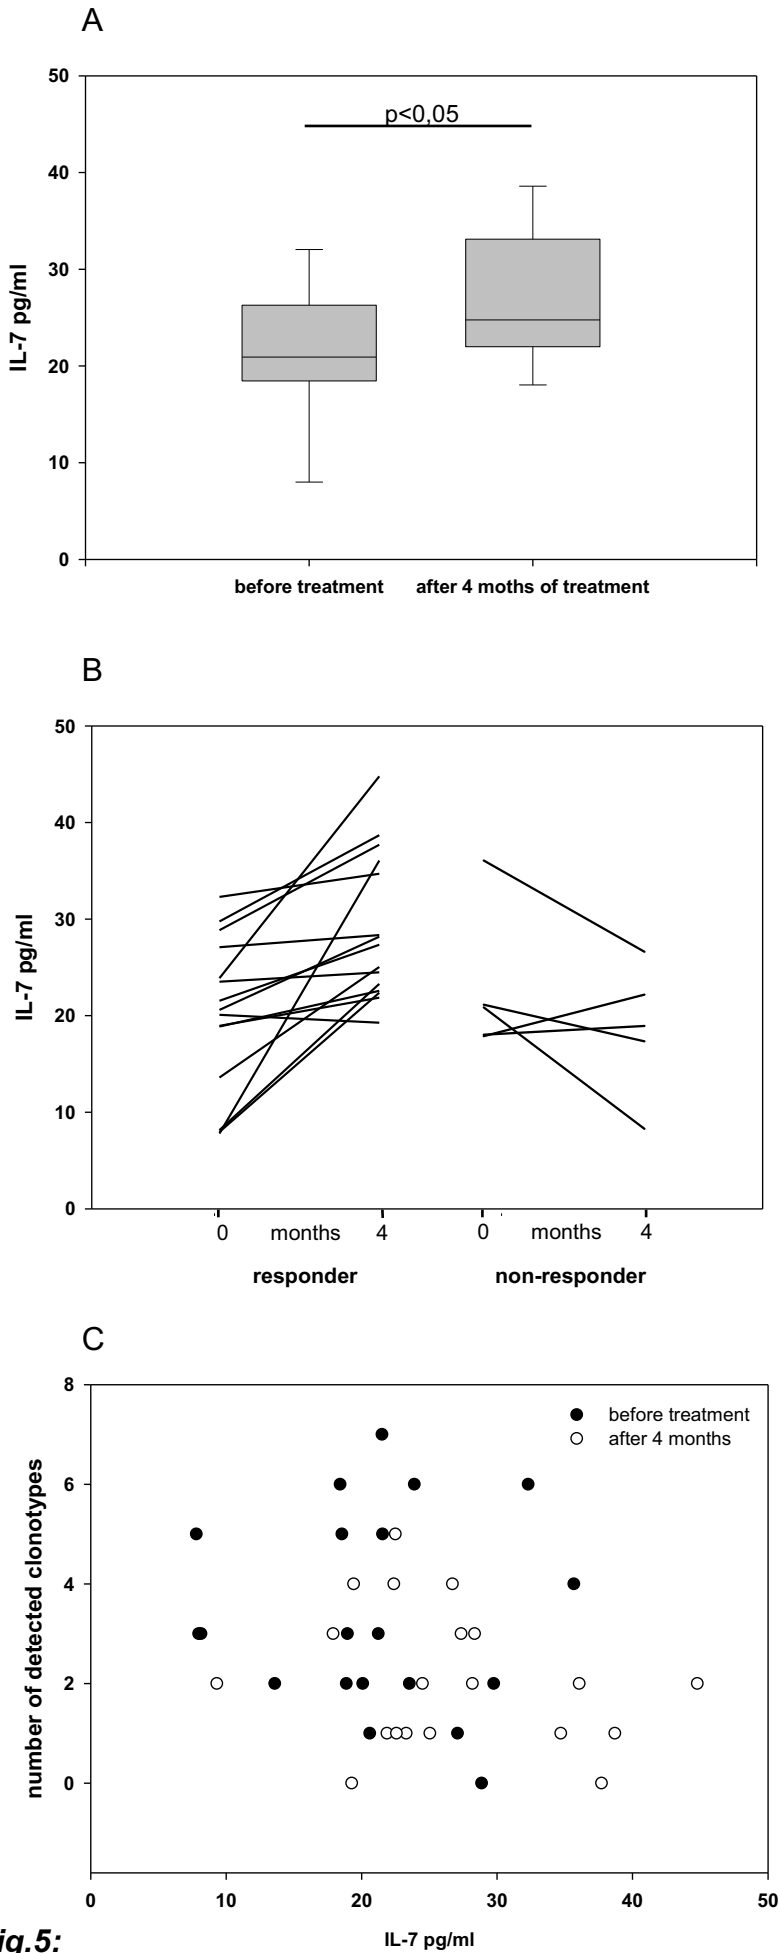 A
50
p<0,05
40
30
IL-7 pg/ml
20
10
0
before treatment after 4 moths of treatment
B
50
40
30
IL-7 pg/ml
20
10
0
0 months 4 0 months 4
responder non-responder
C
8
before treatment
after 4 months
6
number of detected clonotypes
4
2
0
0 10 20 30 40 50
IL-7 pg/ml
ig.5: